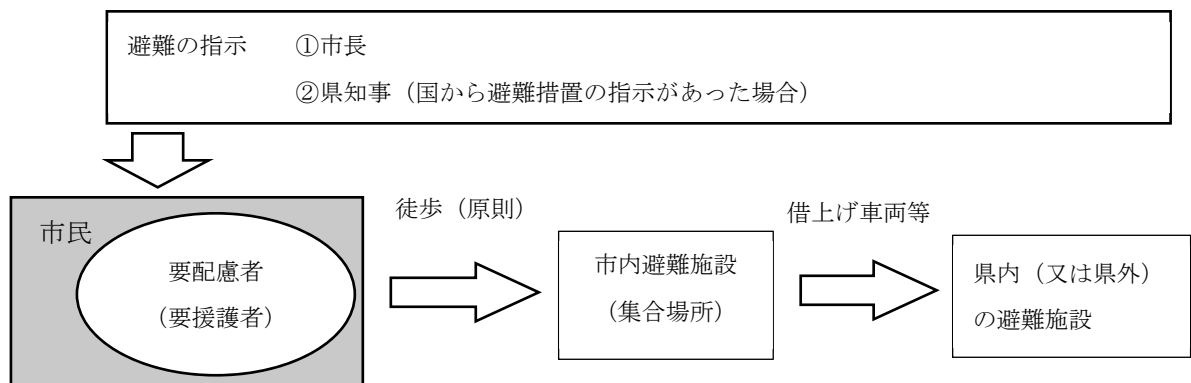 避難の指示　　①市長
②県知事（国から避難措置の指示があった場合）
市民
要配慮者
（要援護者）
徒歩（原則）
市内避難施設
（集合場所）
借上げ車両等
県内（又は県外）
の避難施設